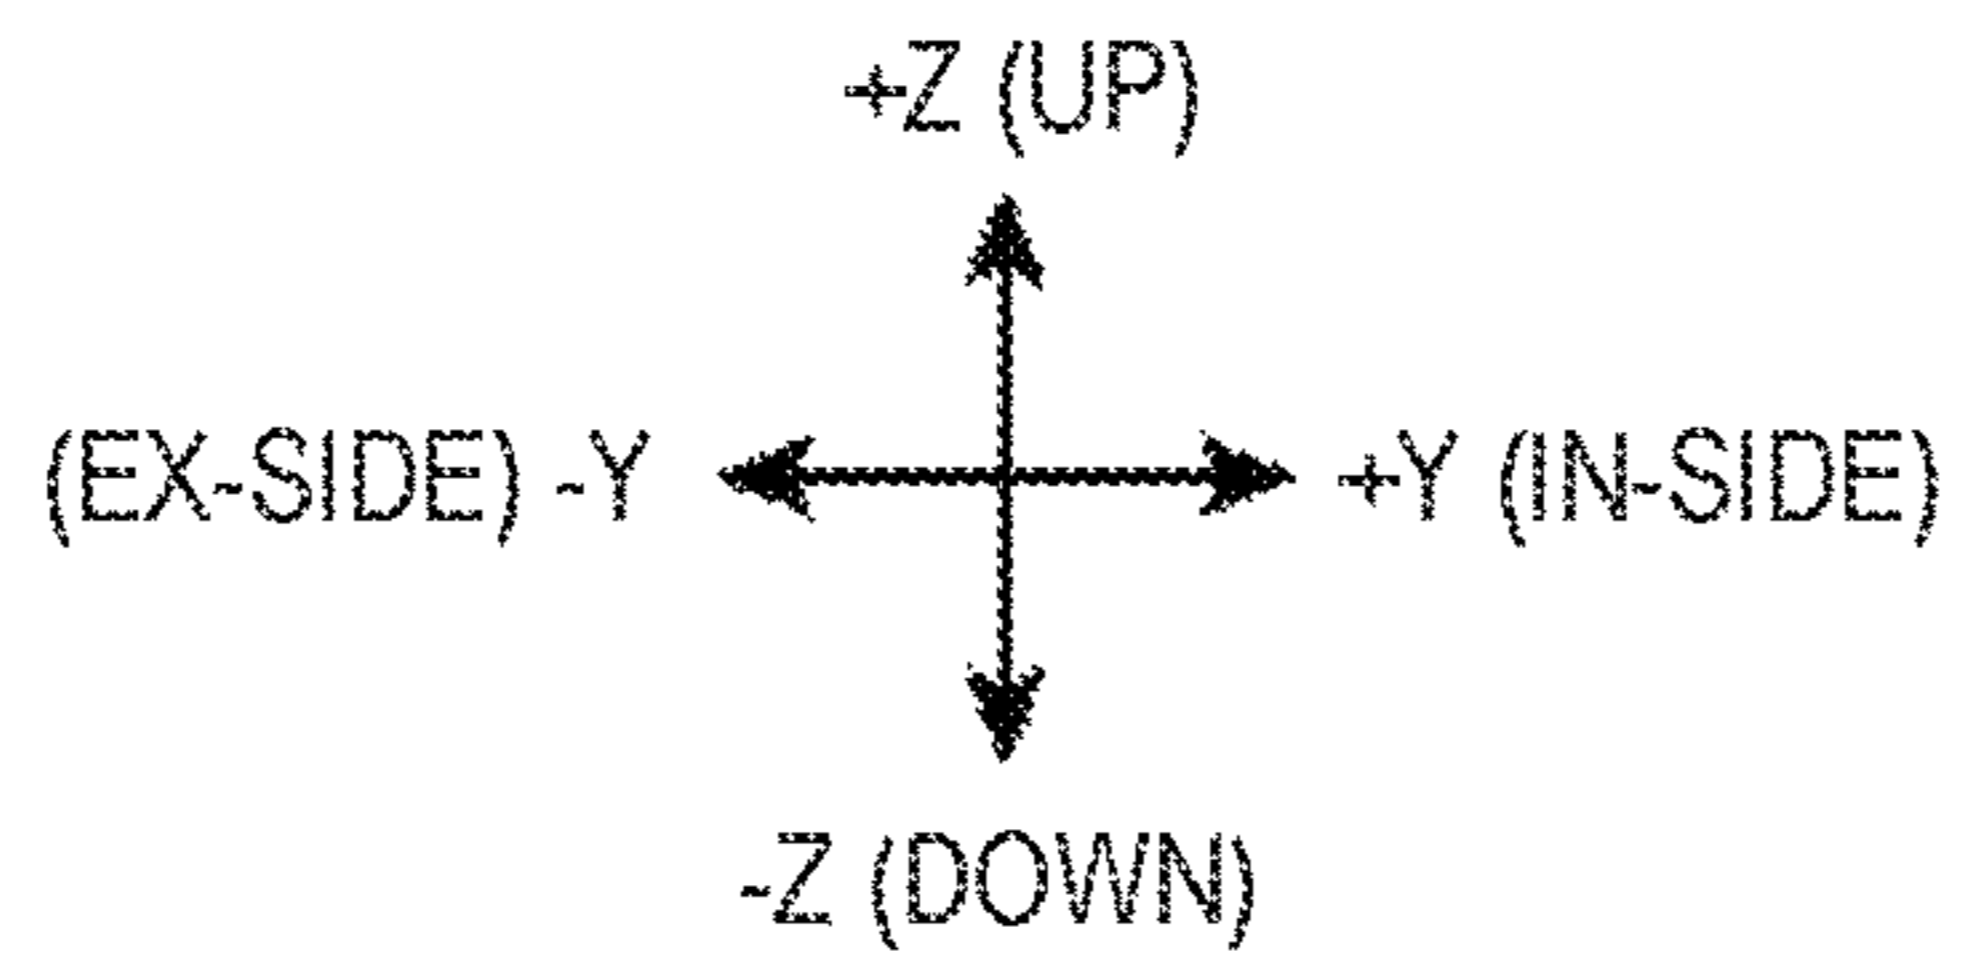 +Z (UP)
(EX-SIDE) -Y
+Y (IN-SIDE)
-Z (DOWN)